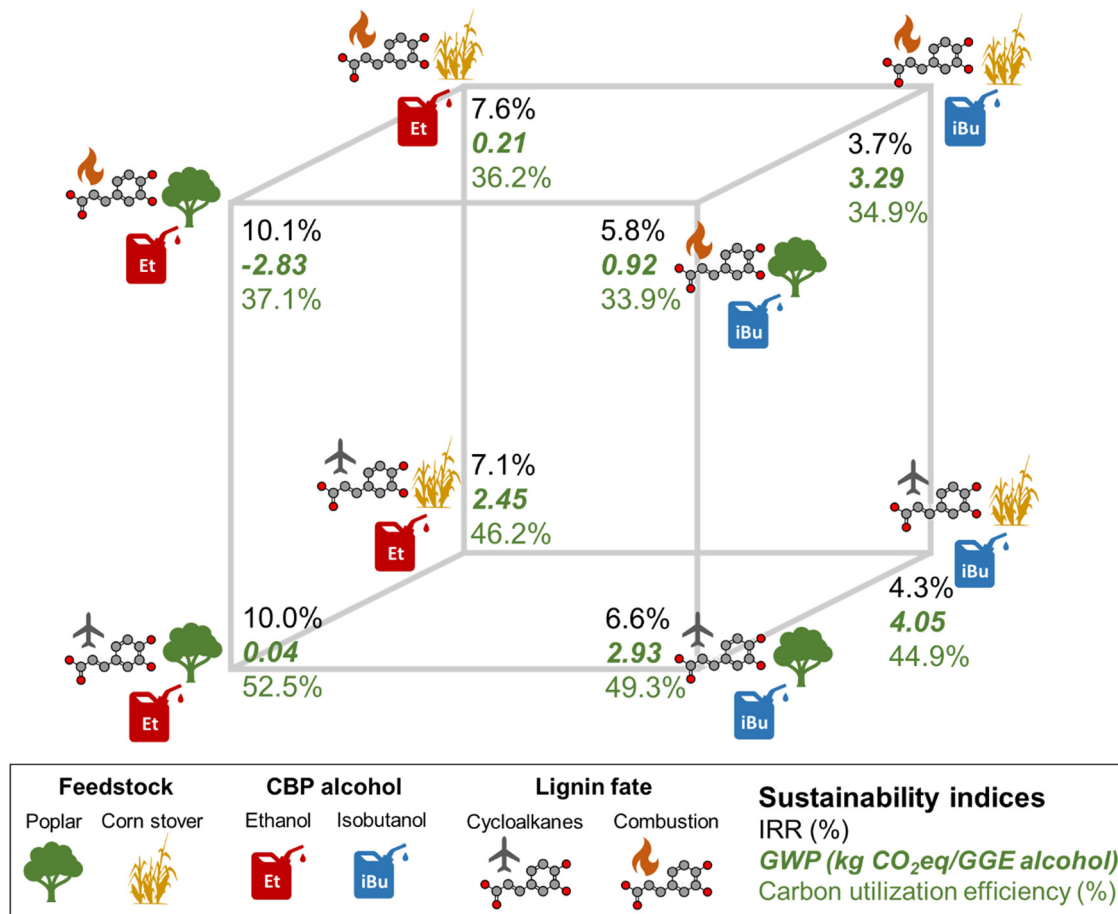 7.6%
0.21
36.2%
Et
3.7%
3.29
34.9%
iBu
10.1%
-2.83
37.1%
Et
5.8%
0.92
33.9%
iBu
7.1%
2.45
46.2%
Et
4.3%
4.05
44.9%
iBu
10.0%
0.04
52.5%
Et
6.6%
2.93
49.3%
iBu
Feedstock
Poplar Corn stover
CBP alcohol
Ethanol Isobutanol
Et iBu
Lignin fate
Cycloalkanes Combustion
Sustainability indices
IRR (%)
GWP (kg CO₂eq/GGE alcohol)
Carbon utilization efficiency (%)